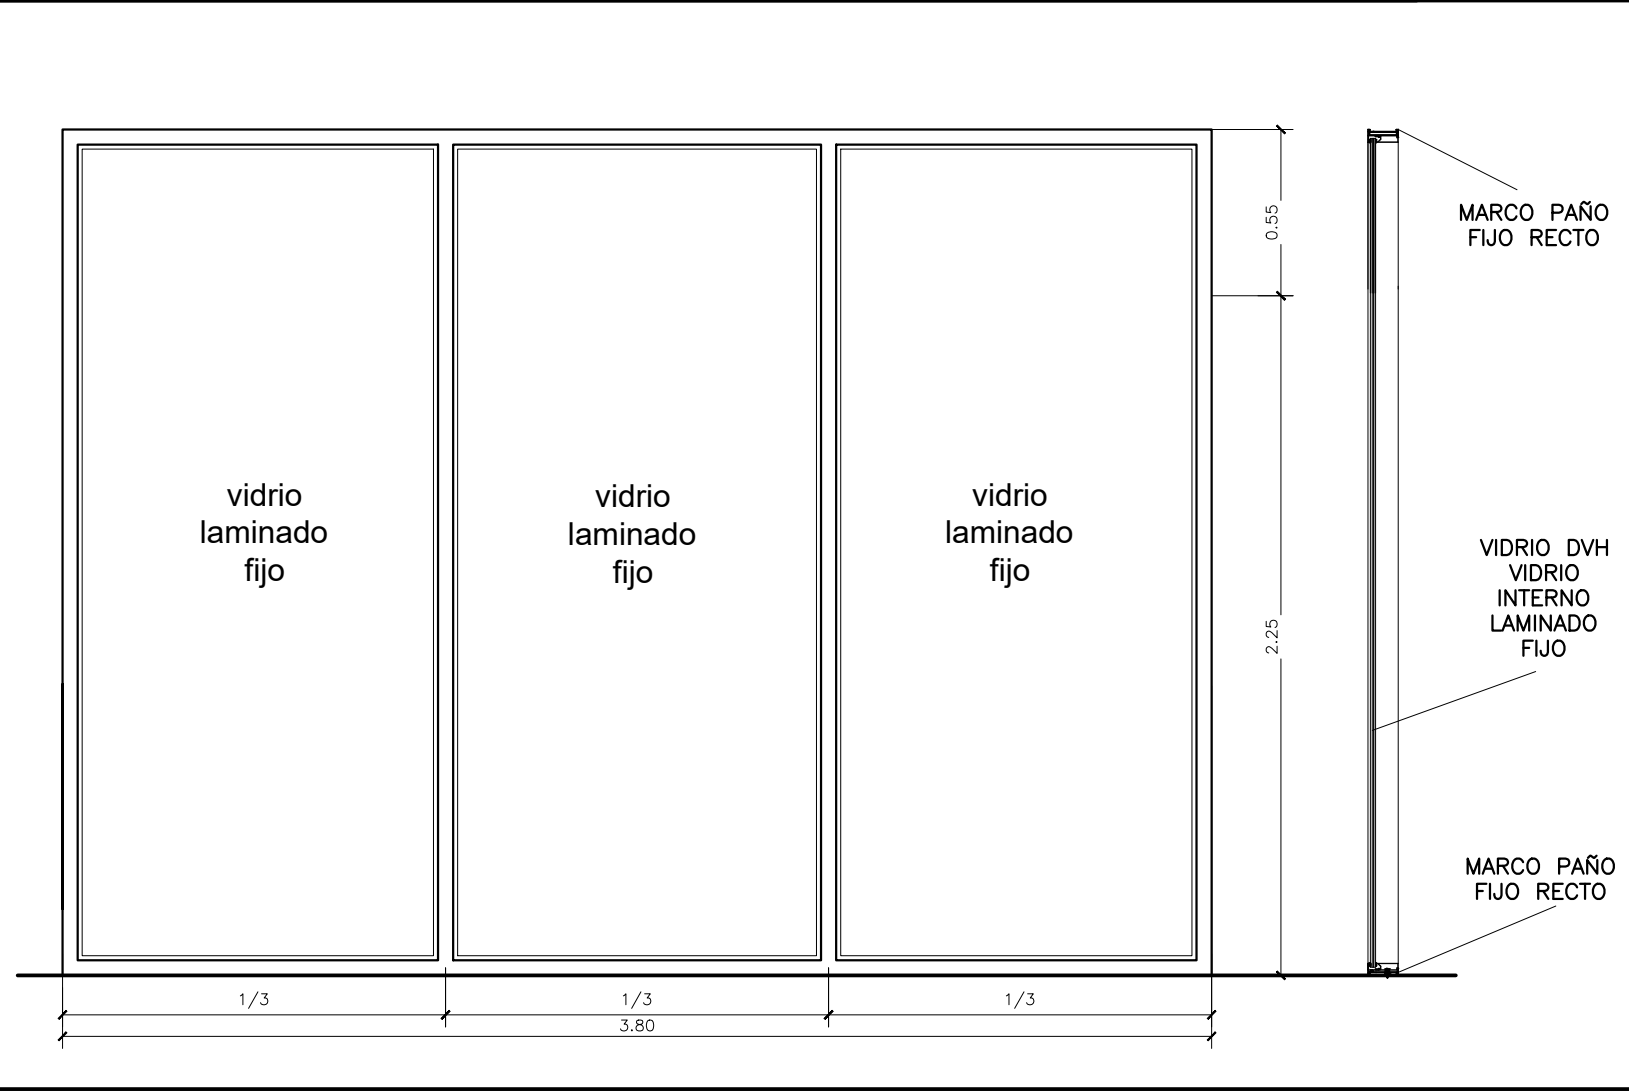 0.55
MARCO PAÑO
FIJO RECTO
vidrio
laminado
fijo
vidrio
laminado
fijo
vidrio
laminado
fijo
2.25
VIDRIO DVH
VIDRIO
INTERNO
LAMINADO
FIJO
MARCO PAÑO
FIJO RECTO
1/3
1/3
1/3
3.80